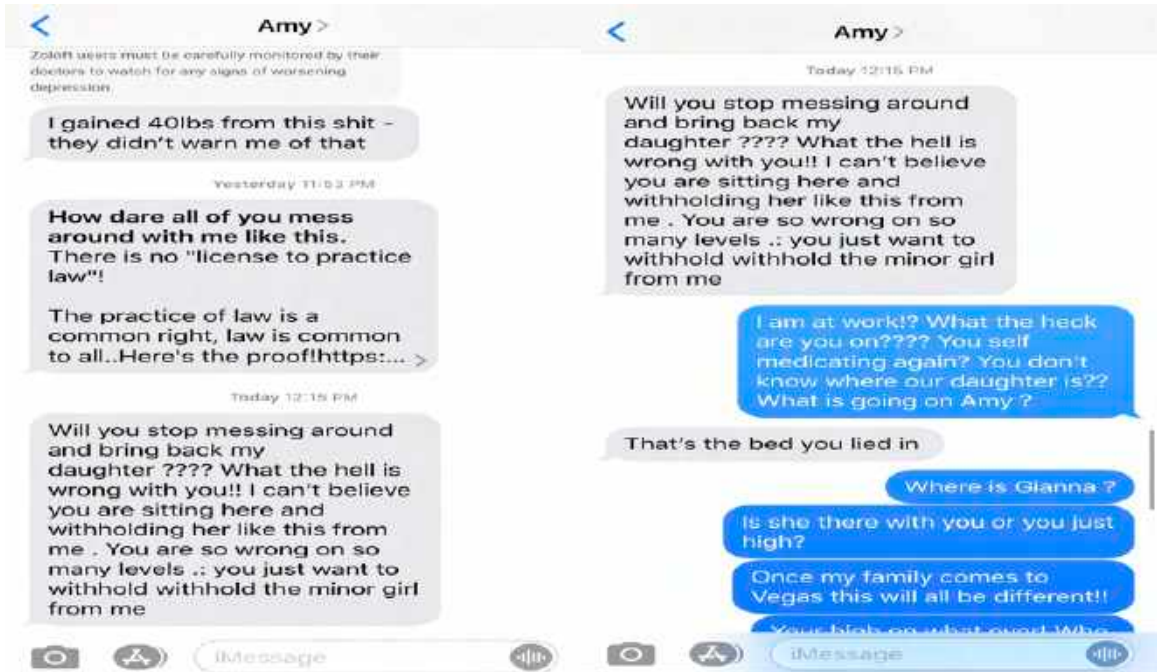 Amy >
Zoloft users must be carefully monitored by their
doctors to watch for any signs of worsening
depression.
I gained 40lbs from this shit -
they didn't warn me of that
Yesterday 11:53 PM
How dare all of you mess
around with me like this.
There is no "license to practice
law"!
The practice of law is a
common right, law is common
to all..Here's the proof!https:... >
Today 12:15 PM
Will you stop messing around
and bring back my
daughter ???? What the hell is
wrong with you!! I can't believe
you are sitting here and
withholding her like this from
me . You are so wrong on so
many levels .: you just want to
withhold withhold the minor girl
from me
iMessage
Amy >
Today 12:15 PM
Will you stop messing around
and bring back my
daughter ???? What the hell is
wrong with you!! I can't believe
you are sitting here and
withholding her like this from
me . You are so wrong on so
many levels .: you just want to
withhold withhold the minor girl
from me
I am at work!? What the heck
are you on???? You self
medicating again? You don't
know where our daughter is??
What is going on Amy ?
That's the bed you lied in
Where is Gianna ?
Is she there with you or you just
high?
Once my family comes to
Vegas this will all be different!!
Your high on what ever! Who
iMessage